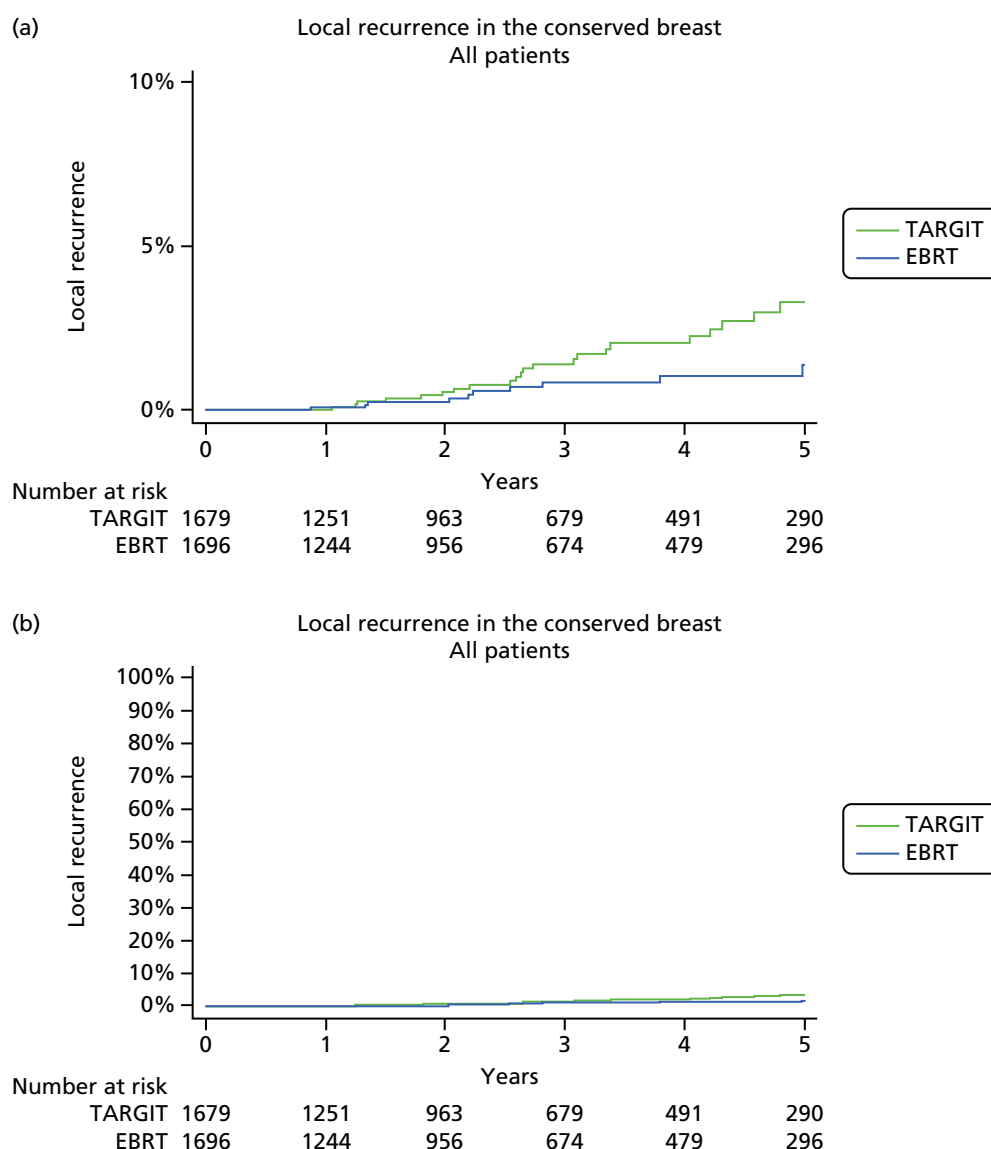 (a)
Local recurrence in the conserved breast
All patients
10%
5%
0%
Local recurrence
TARGIT
EBRT
0 1 2 3 4 5
Years
Number at risk
TARGIT 1679 1251 963 679 491 290
EBRT 1696 1244 956 674 479 296
(b)
Local recurrence in the conserved breast
All patients
100%
90%
80%
70%
60%
50%
40%
30%
20%
10%
0%
Local recurrence
TARGIT
EBRT
0 1 2 3 4 5
Years
Number at risk
TARGIT 1679 1251 963 679 491 290
EBRT 1696 1244 956 674 479 296